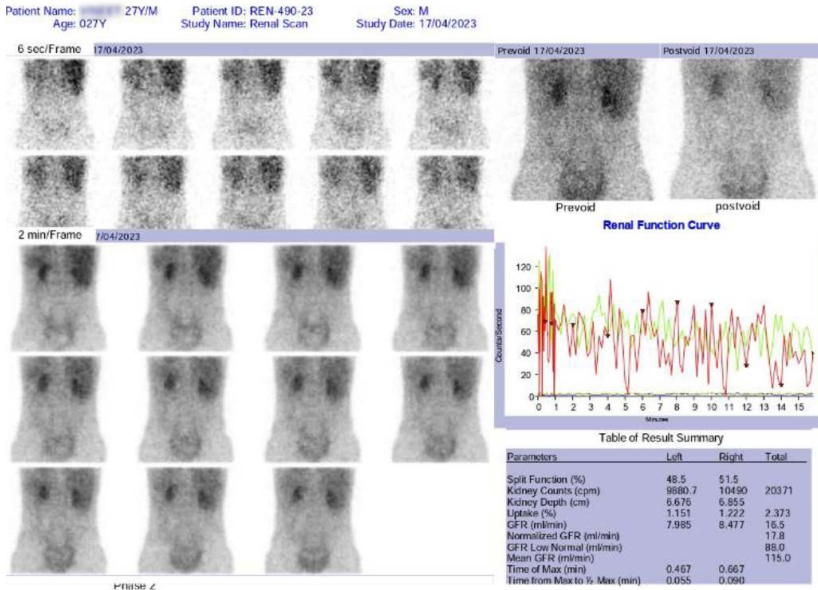 Patient Name: 27Y/M Patient ID: REN-490-23 Sex: M
Age: 027Y Study Name: Renal Scan Study Date: 17/04/2023
6 sec/Frame 17/04/2023
Prevoid 17/04/2023 Postvoid 17/04/2023
Prevoid postvoid
2 min/Frame 7/04/2023
Renal Function Curve
Counts/Second
120
100
80
60
40
20
0
0 1 2 3 4 5 6 7 8 9 10 11 12 13 14 15
Minutes
Table of Result Summary
Parameters Left Right Total
Split Function (%) 48.5 51.5
Kidney Counts (cpm) 9880.7 10490 20371
Kidney Depth (cm) 6.676 6.855
Uptake (%) 1.151 1.222 2.373
GFR (ml/min) 7.985 8.477 16.5
Normalized GFR (ml/min) 17.8
GFR Low Normal (ml/min) 88.0
Mean GFR (ml/min) 115.0
Time of Max (min) 0.467 0.667
Time from Max to ½ Max (min) 0.055 0.090
Phase 2